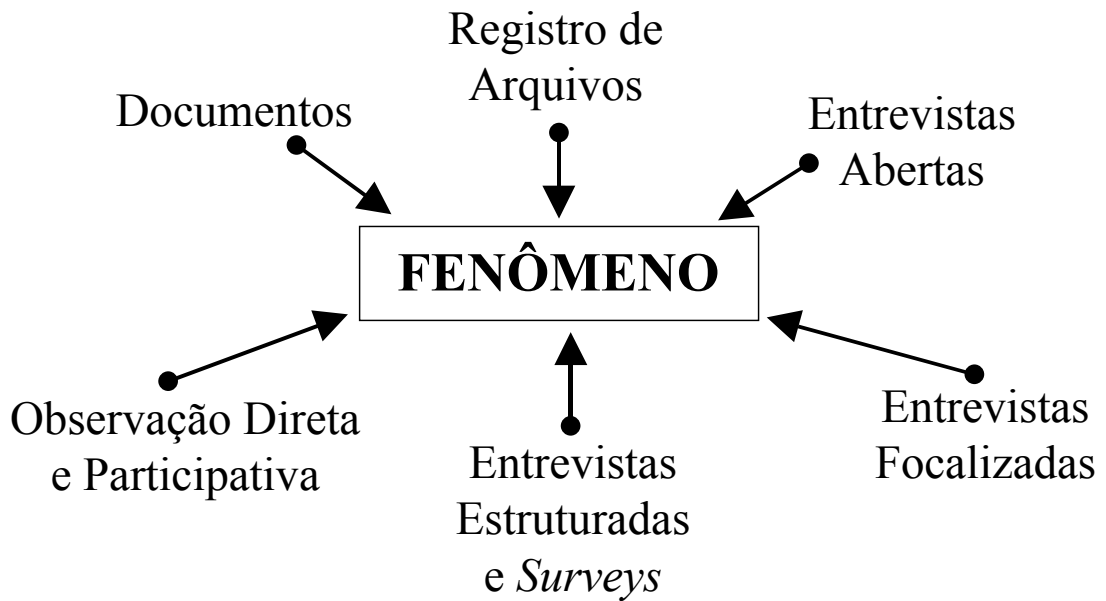 Registro de
Arquivos
Documentos
Entrevistas
Abertas
FENÔMENO
Observação Direta
e Participativa
Entrevistas
Estruturadas
e Surveys
Entrevistas
Focalizadas